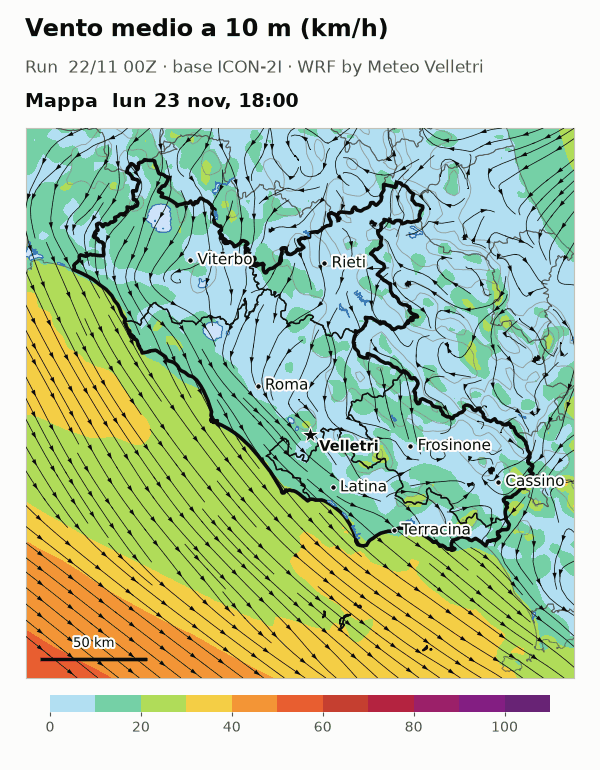 Vento medio a 10 m (km/h)
Run  22/11 00Z · base ICON-2I · WRF by Meteo Velletri
Mappa  lun 23 nov, 18:00
Viterbo
Rieti
Roma
Velletri
Frosinone
Latina
Cassino
Terracina
50 km
0 20 40 60 80 100